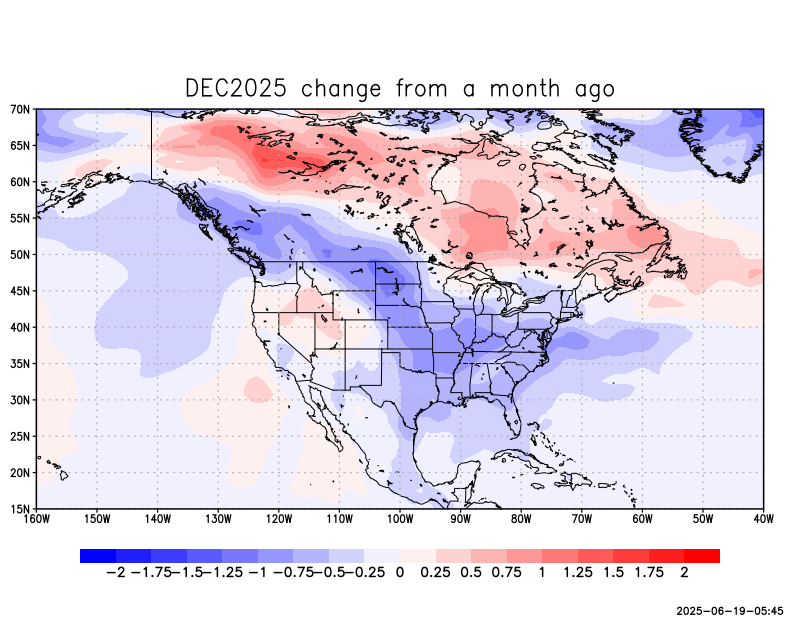 DEC2025 change from a month ago
70N
65N
60N
55N
50N
45N
40N
35N
30N
25N
20N
15N
160W 150W 140W 130W 120W 110W 100W 90W 80W 70W 60W 50W 40W
−2 −1.75 −1.5 −1.25 −1 −0.75 −0.5 −0.25 0 0.25 0.5 0.75 1 1.25 1.5 1.75 2
2025-06-19-05:45